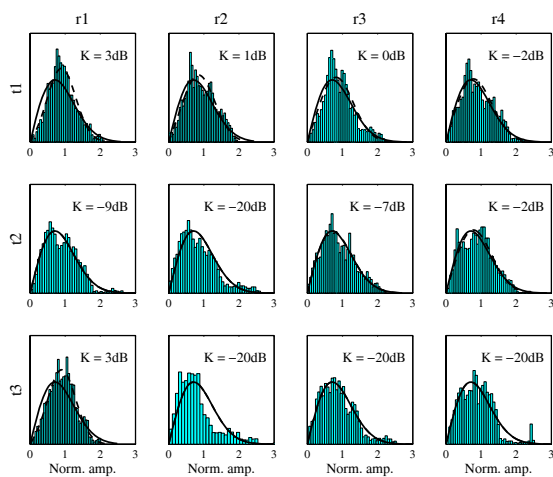 r1 r2 r3 r4
t1
K = 3dB K = 1dB K = 0dB K = −2dB
0 1 2 3 0 1 2 3 0 1 2 3 0 1 2 3
t2
K = −9dB K = −20dB K = −7dB K = −2dB
0 1 2 3 0 1 2 3 0 1 2 3 0 1 2 3
t3
K = 3dB K = −20dB K = −20dB K = −20dB
0 1 2 3 0 1 2 3 0 1 2 3 0 1 2 3
Norm. amp. Norm. amp. Norm. amp. Norm. amp.